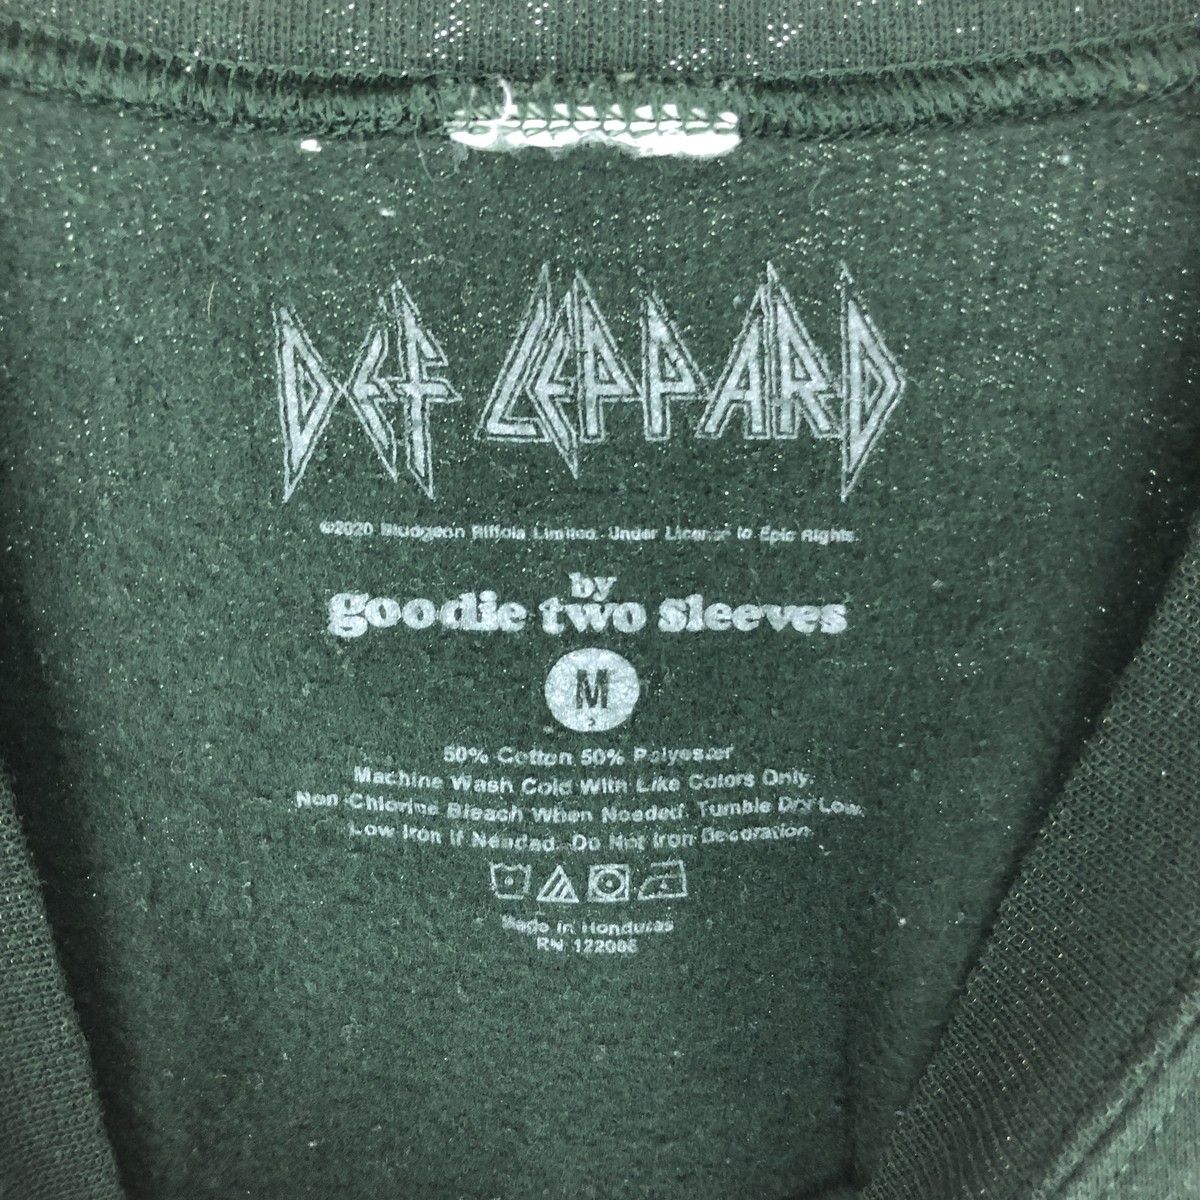 DEF LEPPARD
©2020 Bludgeon Riffola Limited. Under License to Epic Rights.
by
goodie two sleeves
M
50% Cotton 50% Polyester
Machine Wash Cold With Like Colors Only.
Non-Chlorine Bleach When Needed. Tumble Dry Low.
Low Iron if Needed. Do Not Iron Decoration
Made in Honduras
RN